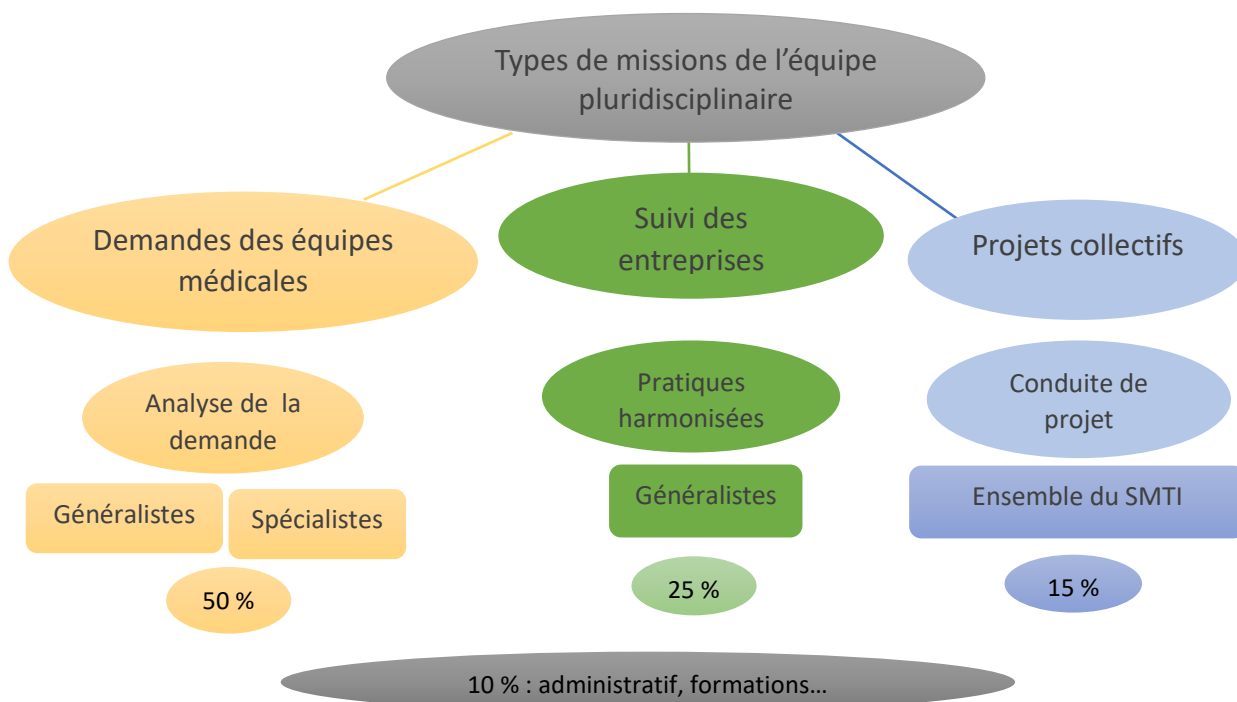 Types de missions de l’équipe
pluridisciplinaire
Demandes des équipes
médicales
Suivi des
entreprises
Projets collectifs
Analyse de la
demande
Pratiques
harmonisées
Conduite de
projet
Généralistes
Spécialistes
Généralistes
Ensemble du SMTI
50 %
25 %
15 %
10 % : administratif, formations…